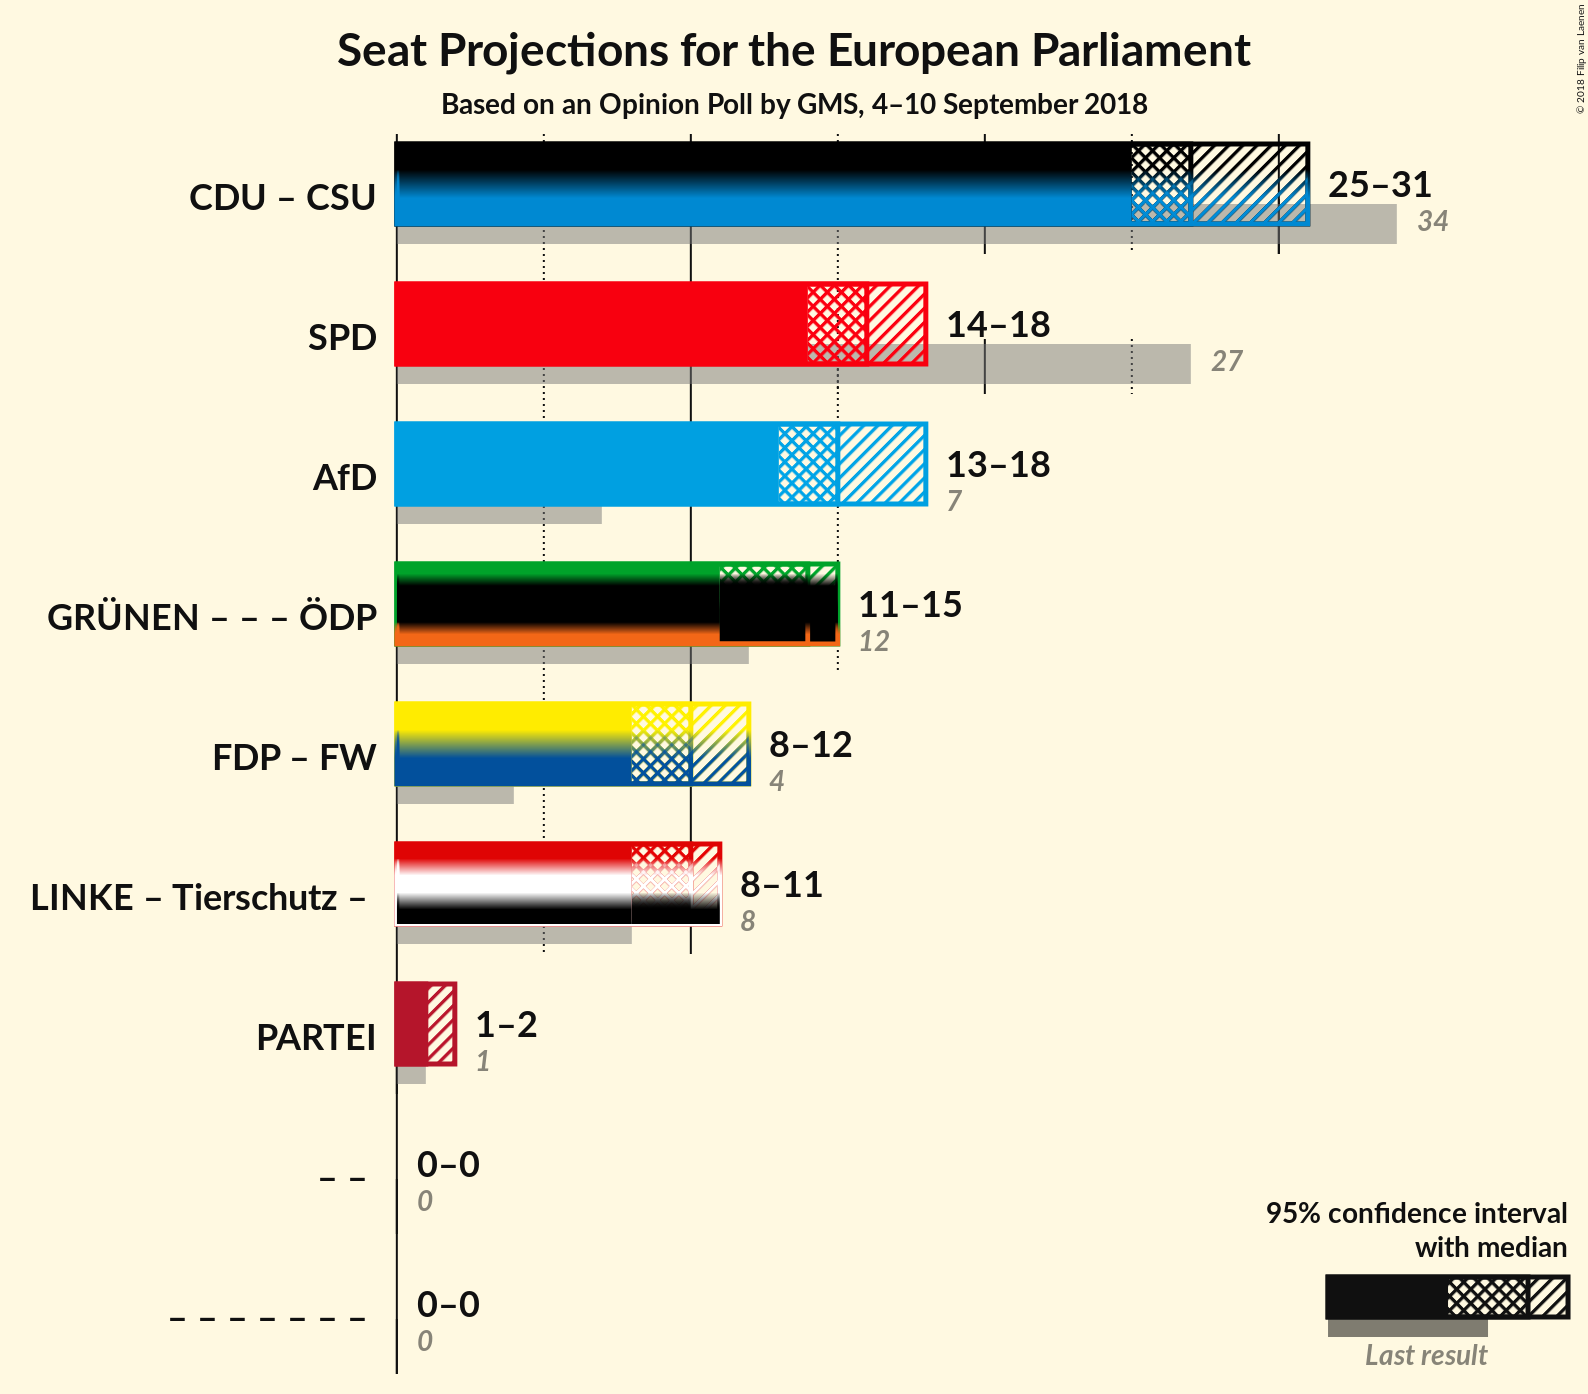 Seat Projections for the European Parliament
Based on an Opinion Poll by GMS, 4–10 September 2018
© 2018 Filip van Laenen
CDU – CSU
25–31
34
SPD
14–18
27
AfD
13–18
7
GRÜNEN – – – ÖDP
11–15
12
FDP – FW
8–12
4
LINKE – Tierschutz –
8–11
8
PARTEI
1–2
1
– –
0–0
0
– – – – – – –
0–0
0
95% confidence interval
with median
Last result